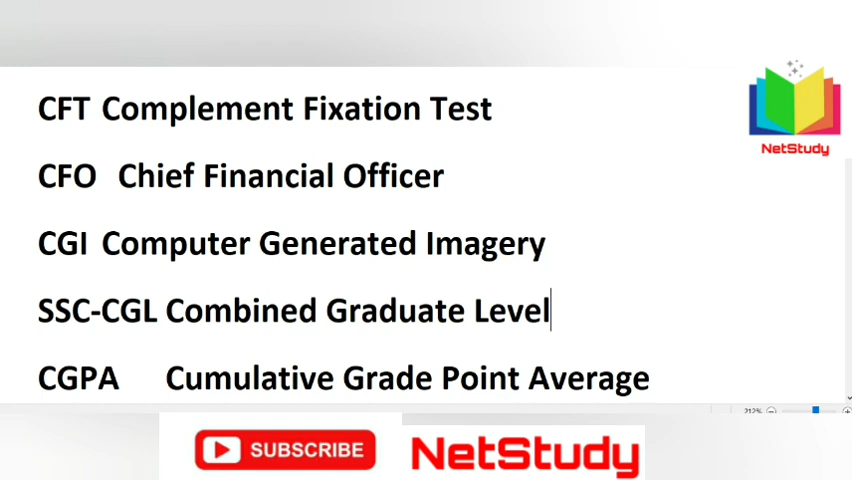 CFT Complement Fixation Test
NetStudy
CFO Chief Financial Officer
CGI Computer Generated Imagery
SSC-CGL Combined Graduate Level
CGPA Cumulative Grade Point Average
212%
SUBSCRIBE NetStudy